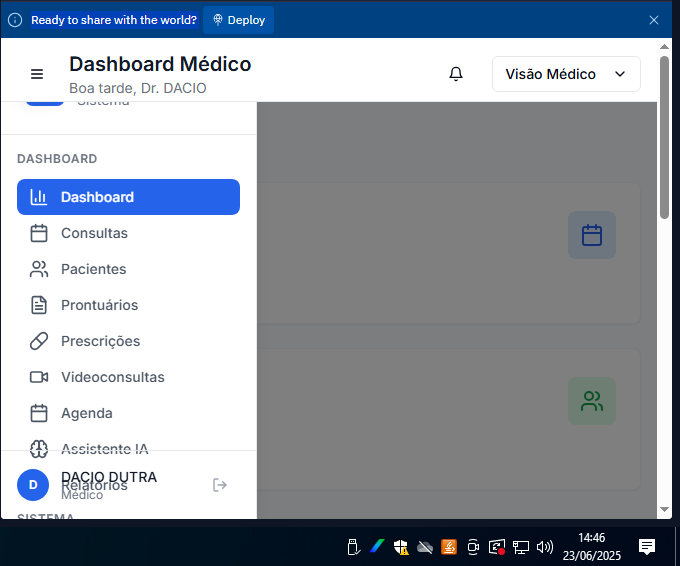 Ready to share with the world? Deploy
Dashboard Médico
Boa tarde, Dr. DACIO
Visão Médico
Sistema
DASHBOARD
Dashboard
Consultas
Pacientes
Prontuários
Prescrições
Videoconsultas
Agenda
Assistente IA
D
DACIO DUTRA
Relatórios
Médico
SISTEMA
14:46
23/06/2025